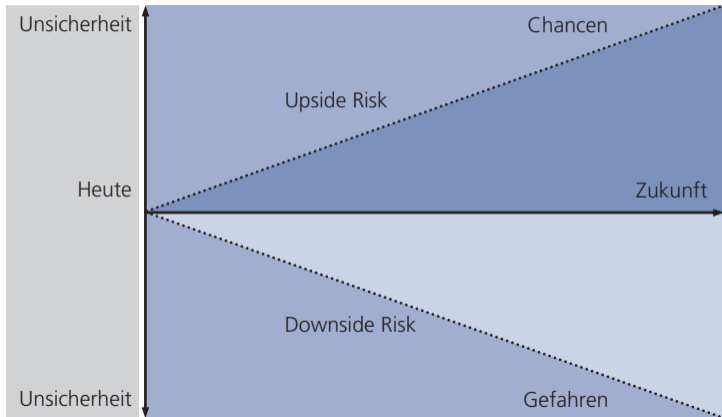 Unsicherheit
Chancen
Upside Risk
Heute
Zukunft
Downside Risk
Unsicherheit
Gefahren